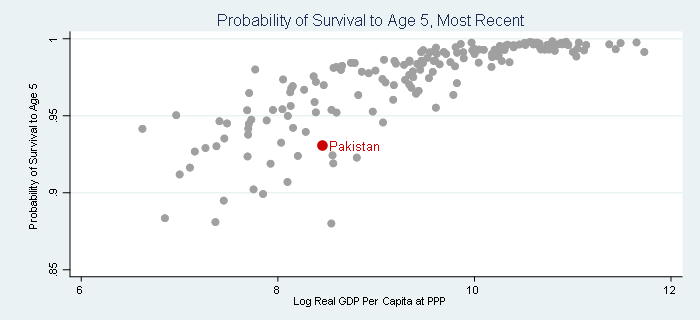 Probability of Survival to Age 5, Most Recent
Probability of Survival to Age 5
1
.95
.9
.85
Pakistan
6 8 10 12
Log Real GDP Per Capita at PPP